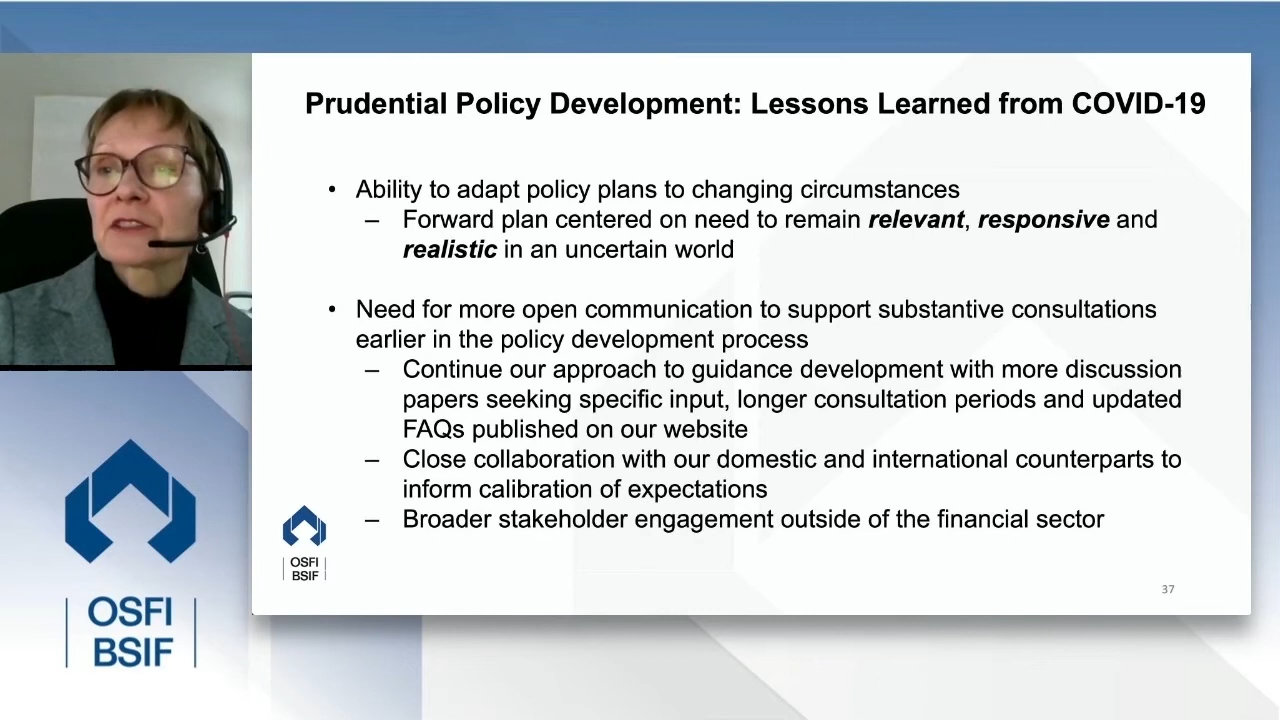 Prudential Policy Development: Lessons Learned from COVID-19
• Ability to adapt policy plans to changing circumstances
– Forward plan centered on need to remain relevant, responsive and
realistic in an uncertain world
• Need for more open communication to support substantive consultations
earlier in the policy development process
– Continue our approach to guidance development with more discussion
papers seeking specific input, longer consultation periods and updated
FAQs published on our website
– Close collaboration with our domestic and international counterparts to
inform calibration of expectations
– Broader stakeholder engagement outside of the financial sector
OSFI
BSIF
37
OSFI
BSIF